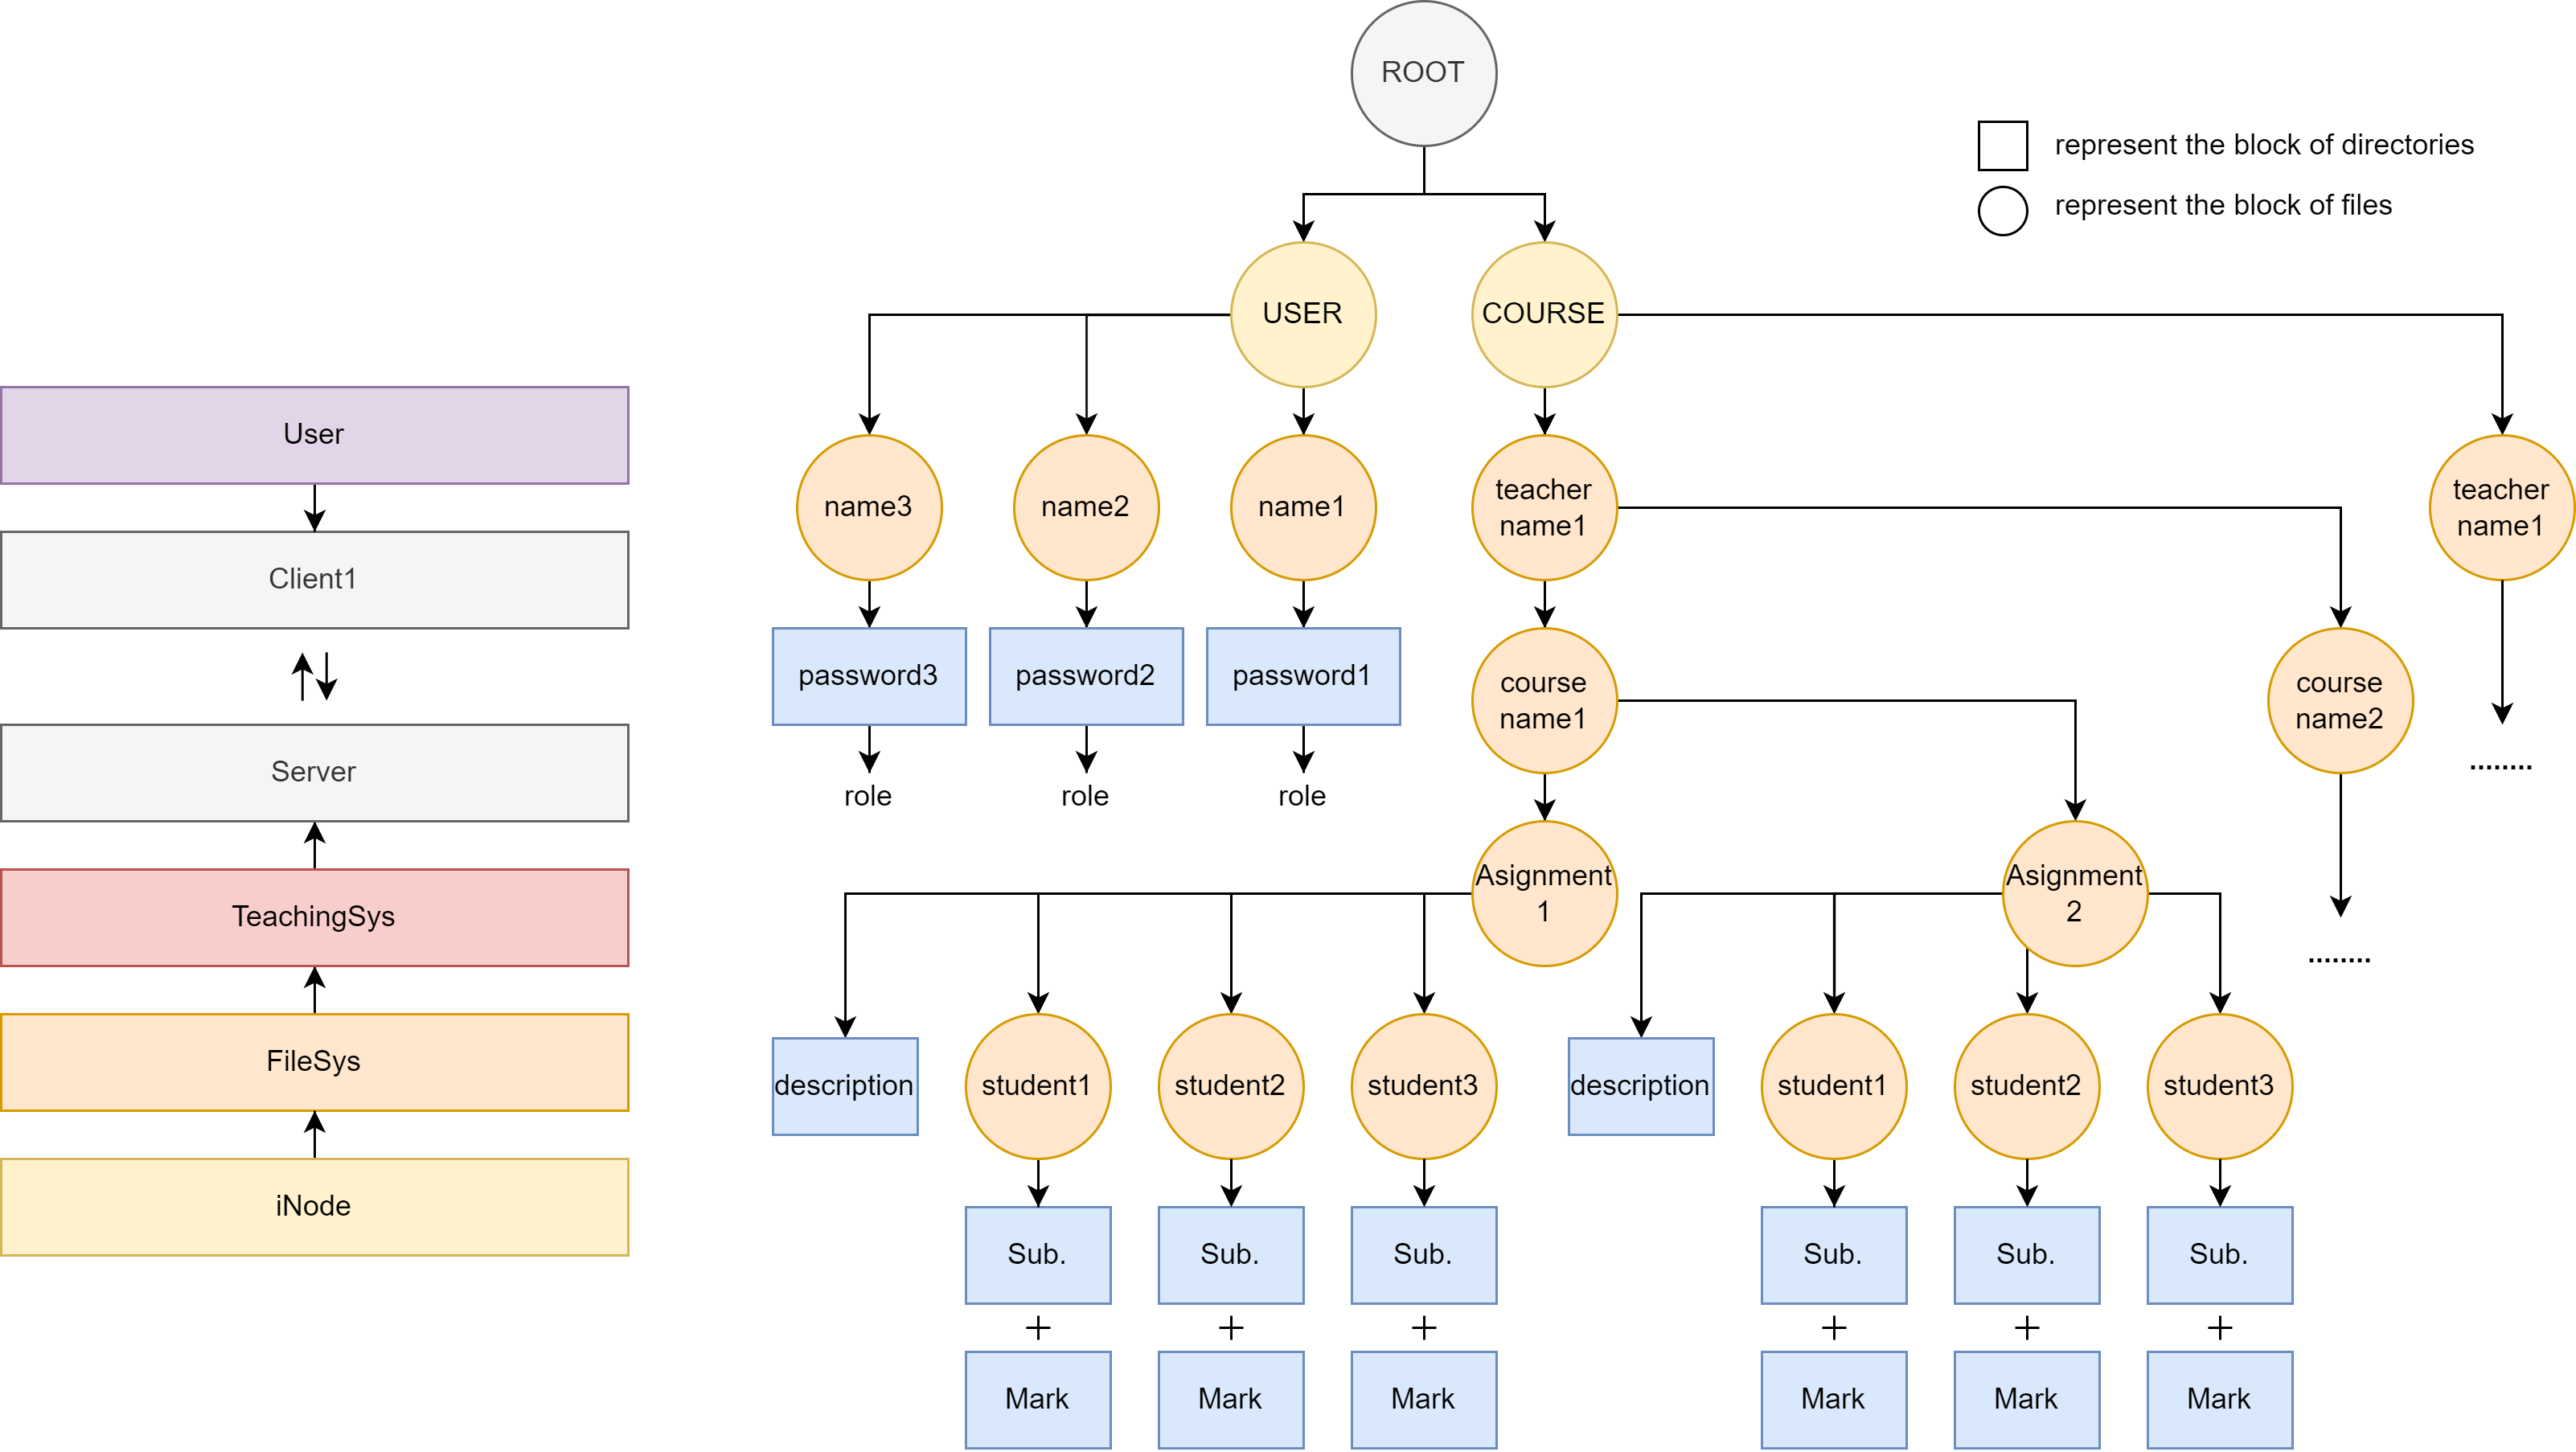 ROOT
represent the block of directories
represent the block of files
USER
COURSE
User
name3
name2
name1
teacher
name1
teacher
name1
Client1
password3
password2
password1
course
name1
course
name2
Server
role
role
role
........
TeachingSys
Asignment
1
Asignment
2
........
FileSys
description
student1
student2
student3
description
student1
student2
student3
iNode
Sub.
Sub.
Sub.
Sub.
Sub.
Sub.
+
+
+
+
+
+
Mark
Mark
Mark
Mark
Mark
Mark